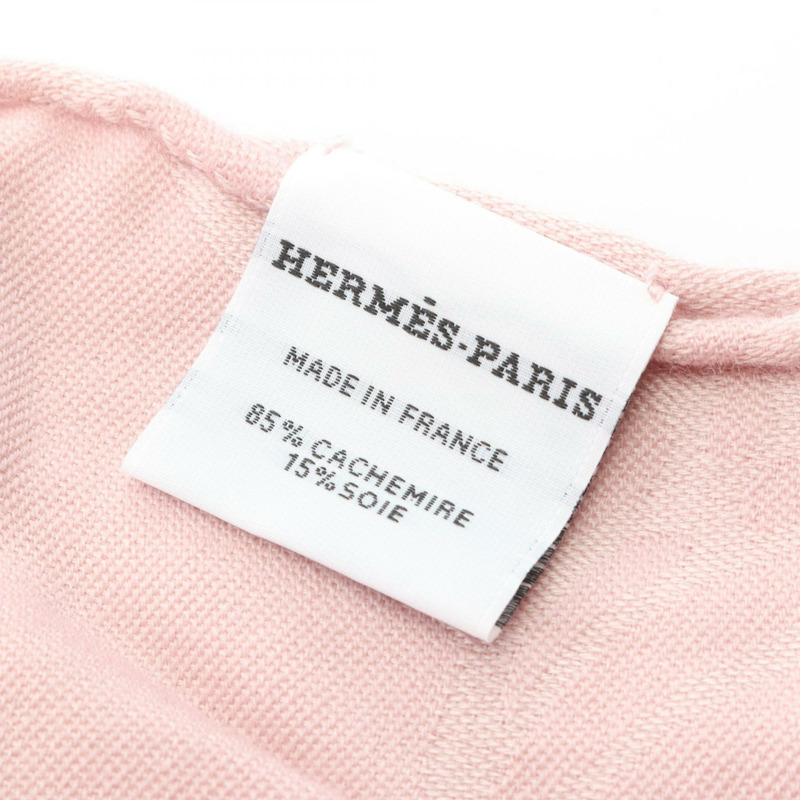 HERMÈS-PARIS
MADE IN FRANCE
85% CACHEMIRE
15% SOIE